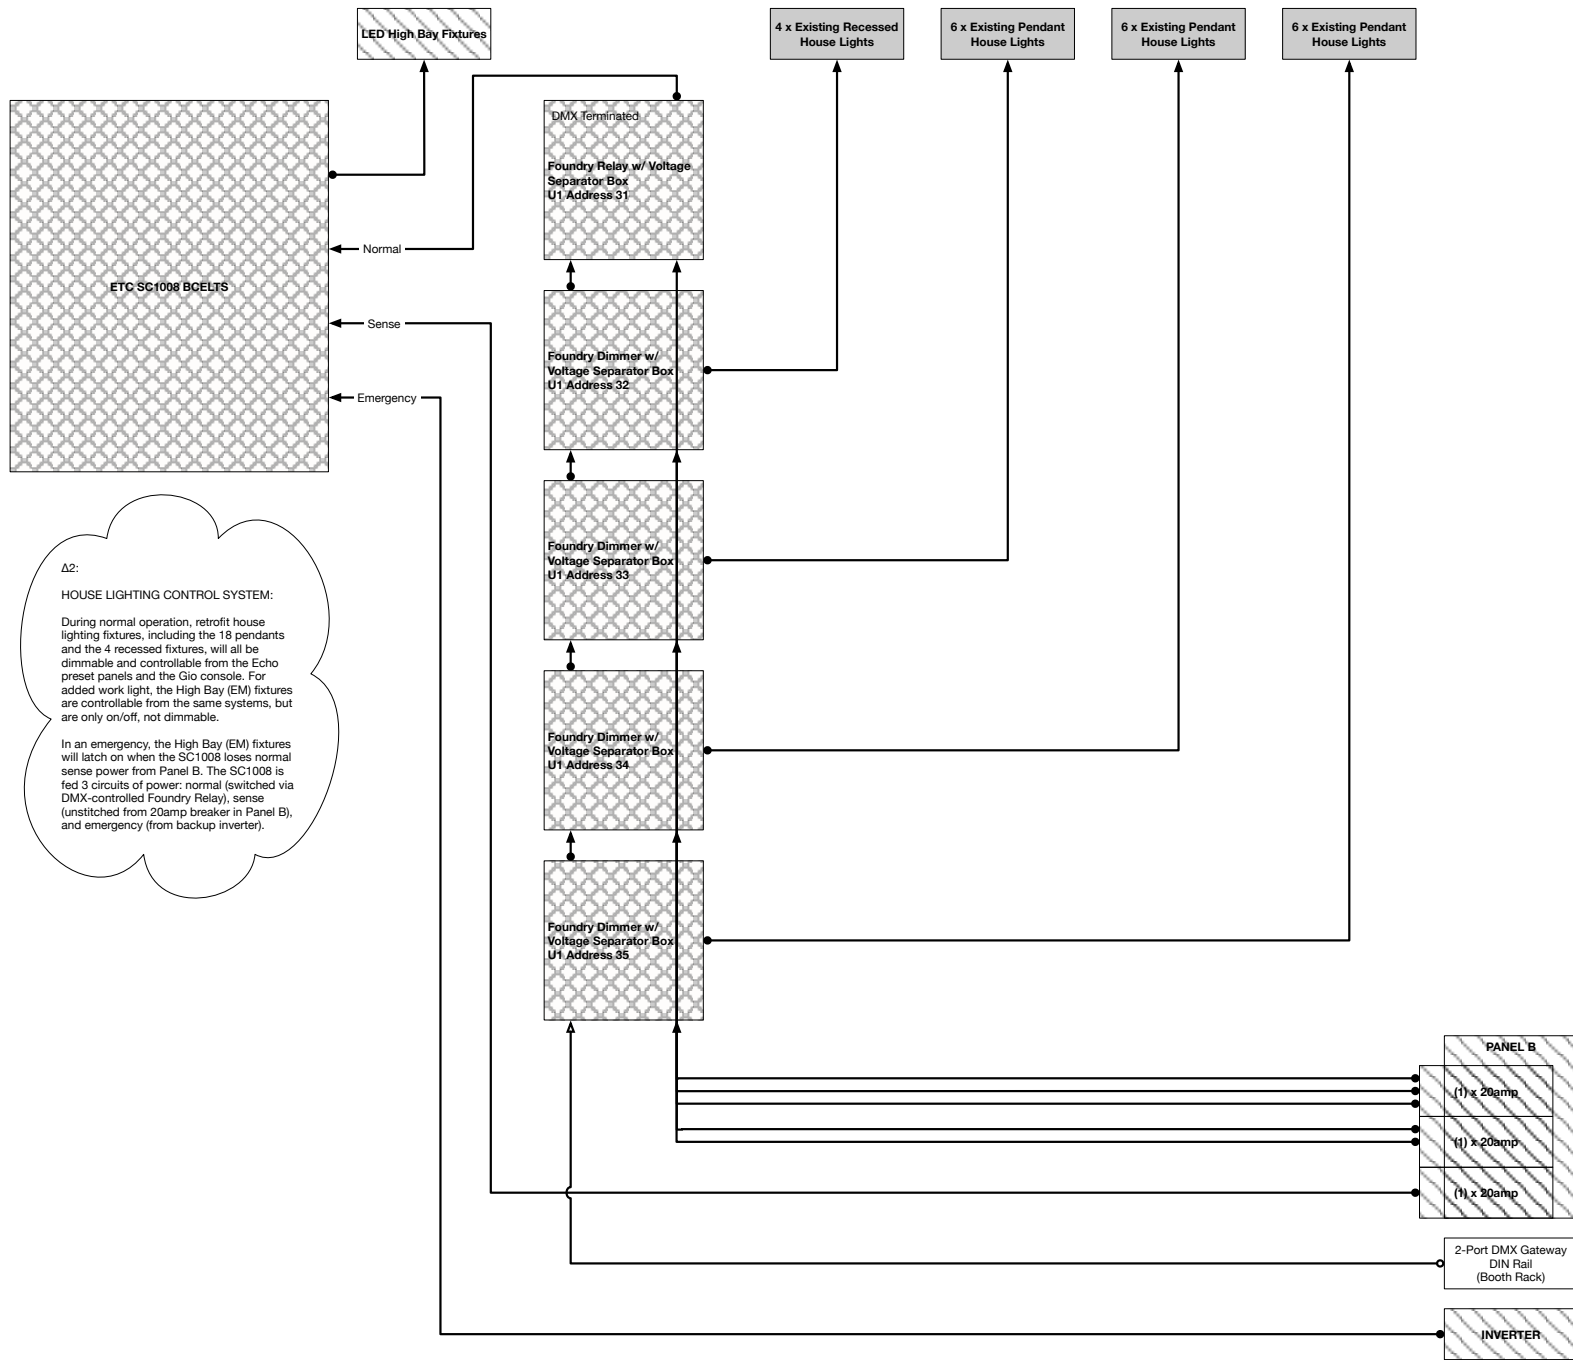 LED High Bay Fixtures
4 x Existing Recessed
House Lights
6 x Existing Pendant
House Lights
6 x Existing Pendant
House Lights
6 x Existing Pendant
House Lights
DMX Terminated
Foundry Relay w/ Voltage
Separator Box
U1 Address 31
Normal
ETC SC1008 BCELTS
Sense
Foundry Dimmer w/
Voltage Separator Box
U1 Address 32
Emergency
Foundry Dimmer w/
Voltage Separator Box
U1 Address 33
Δ2:
HOUSE LIGHTING CONTROL SYSTEM:
During normal operation, retrofit house
lighting fixtures, including the 18 pendants
and the 4 recessed fixtures, will all be
dimmable and controllable from the Echo
preset panels and the Gio console. For
added work light, the High Bay (EM) fixtures
are controllable from the same systems, but
are only on/off, not dimmable.
In an emergency, the High Bay (EM) fixtures
will latch on when the SC1008 loses normal
sense power from Panel B. The SC1008 is
fed 3 circuits of power: normal (switched via
DMX-controlled Foundry Relay), sense
(unstitched from 20amp breaker in Panel B),
and emergency (from backup inverter).
Foundry Dimmer w/
Voltage Separator Box
U1 Address 34
Foundry Dimmer w/
Voltage Separator Box
U1 Address 35
PANEL B
(1) x 20amp
(1) x 20amp
(1) x 20amp
2-Port DMX Gateway
DIN Rail
(Booth Rack)
INVERTER